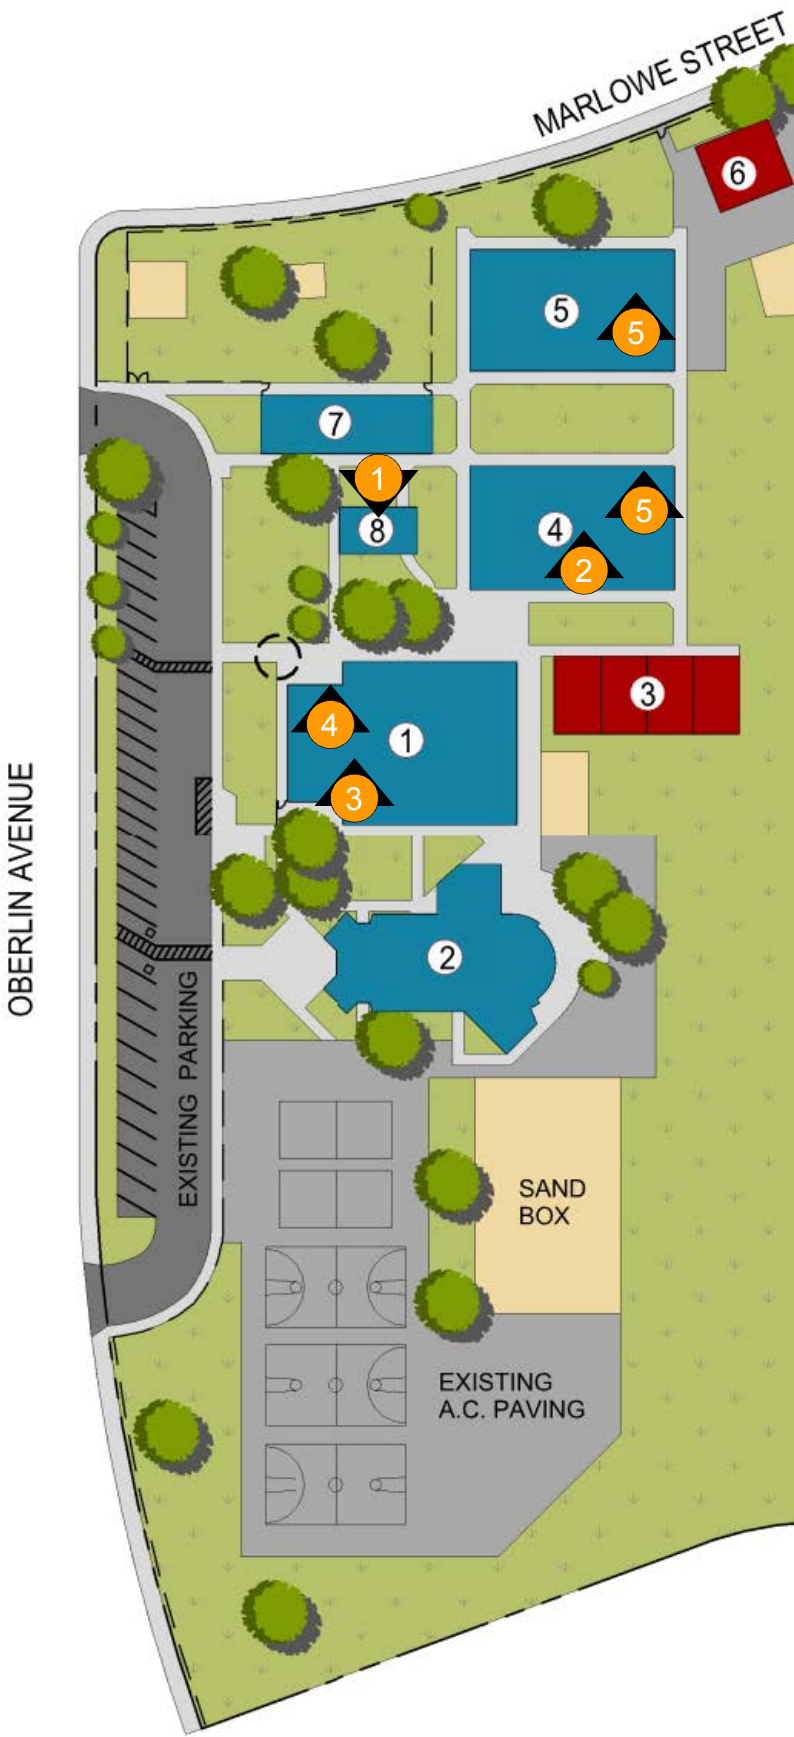 MARLOWE STREET
6
5
5
7
1
8
5
4
2
3
4
1
3
2
OBERLIN AVENUE
EXISTING PARKING
SAND
BOX
EXISTING
A.C. PAVING